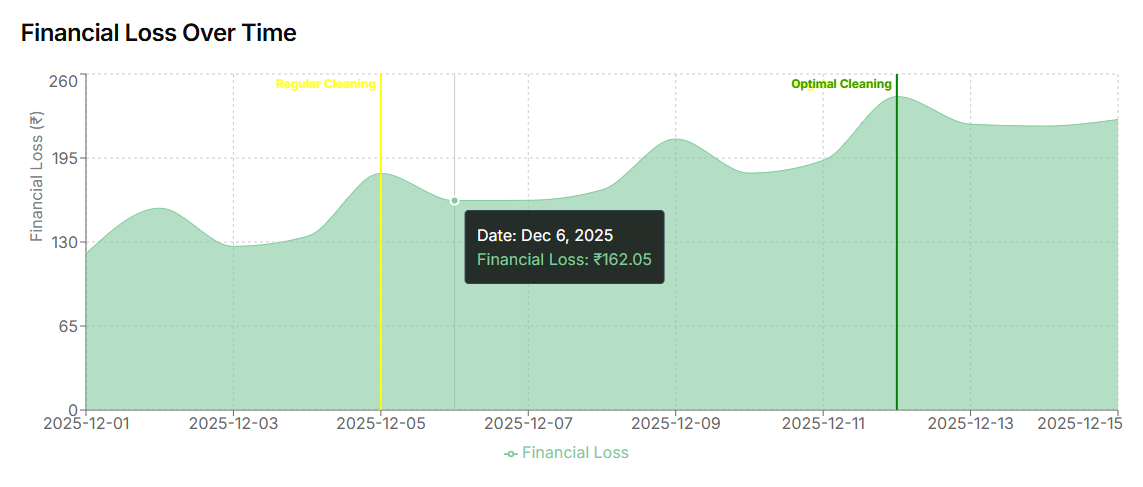 Financial Loss Over Time
260
Regular Cleaning
Optimal Cleaning
Financial Loss (₹)
195
130
65
0
Date: Dec 6, 2025
Financial Loss: ₹162.05
2025-12-01 2025-12-03 2025-12-05 2025-12-07 2025-12-09 2025-12-11 2025-12-13 2025-12-15
Financial Loss